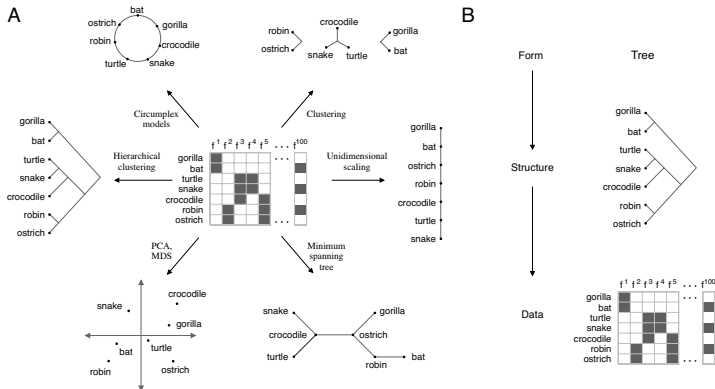 A
B
bat
ostrich
gorilla
robin
crocodile
turtle
snake
Circumplex
models
robin
ostrich
crocodile
snake
turtle
gorilla
bat
Clustering
gorilla
bat
turtle
snake
crocodile
robin
ostrich
Hierarchical
clustering
f1 f2 f3 f4 f5 ... f100
gorilla
bat
turtle
snake
crocodile
robin
ostrich
...
...
Unidimensional
scaling
gorilla
bat
ostrich
robin
crocodile
turtle
snake
PCA,
MDS
snake
crocodile
gorilla
bat
turtle
robin
ostrich
Minimum
spanning
tree
snake
gorilla
crocodile
ostrich
turtle
robin
bat
Form
Tree
Structure
gorilla
bat
turtle
snake
crocodile
robin
ostrich
Data
f1 f2 f3 f4 f5 ... f100
gorilla
bat
turtle
snake
crocodile
robin
ostrich
...
...